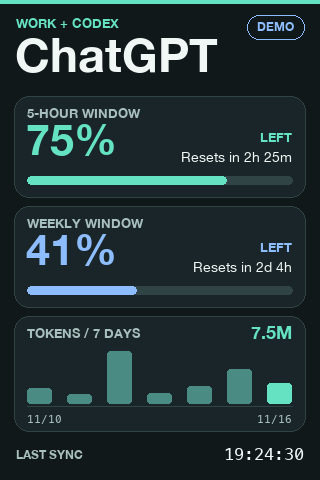 WORK + CODEX
DEMO
ChatGPT
5-HOUR WINDOW
75%
LEFT
Resets in 2h 25m
WEEKLY WINDOW
41%
LEFT
Resets in 2d 4h
TOKENS / 7 DAYS
7.5M
11/10
11/16
LAST SYNC
19:24:30